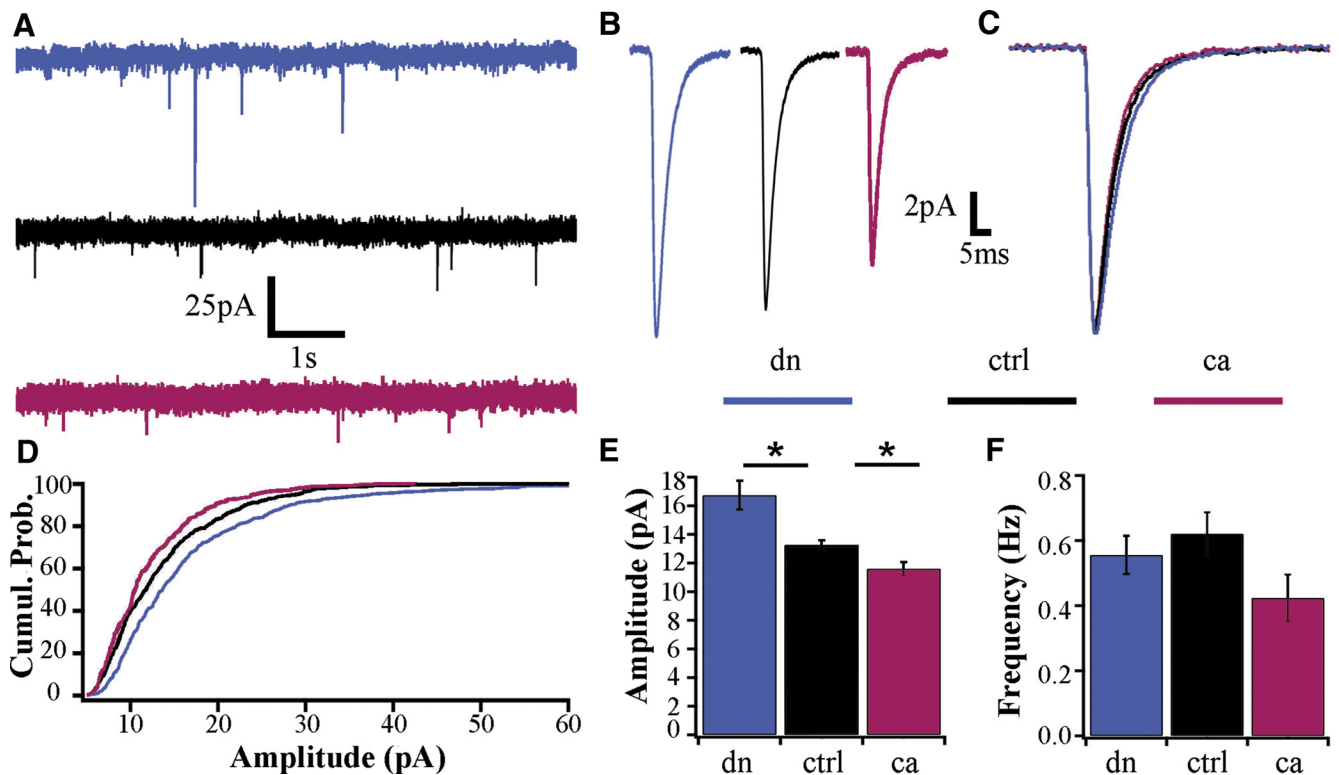 A
B
C
25pA
1s
2pA
5ms
dn ctrl ca
D
Cumul. Prob.
100
80
60
40
20
0
10 20 30 40 50 60
Amplitude (pA)
E
* *
Amplitude (pA)
18
16
14
12
10
8
6
4
2
0
dn ctrl ca
F
Frequency (Hz)
0.8
0.6
0.4
0.2
0.0
dn ctrl ca